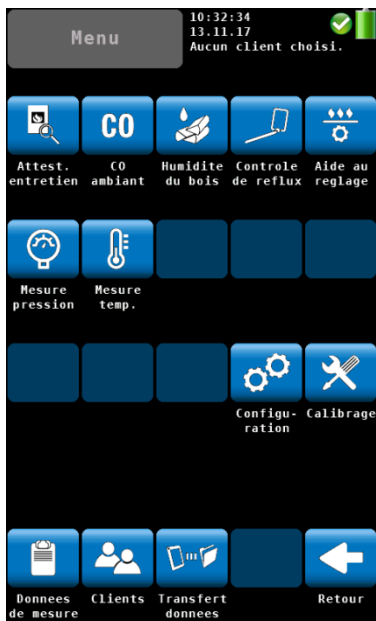 Menu
10:32:34
13.11.17
Aucun client choisi.
CO
Attest.
entretien
CO
ambiant
Humidite
du bois
Controle
de reflux
Aide au
reglage
Mesure
pression
Mesure
temp.
Configu-
ration
Calibrage
Donnees
de mesure
Clients
Transfert
donnees
Retour